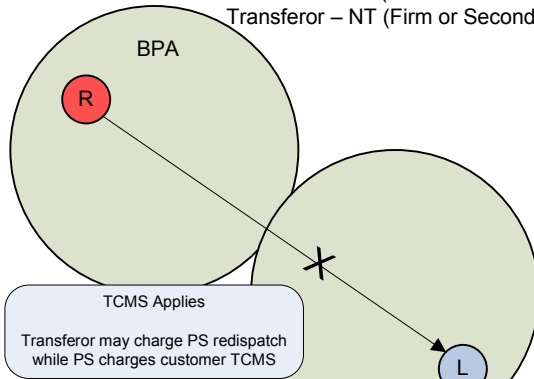 Transferor – NT (Firm or Second
BPA
R
X
TCMS Applies
Transferor may charge PS redispatch
while PS charges customer TCMS
L